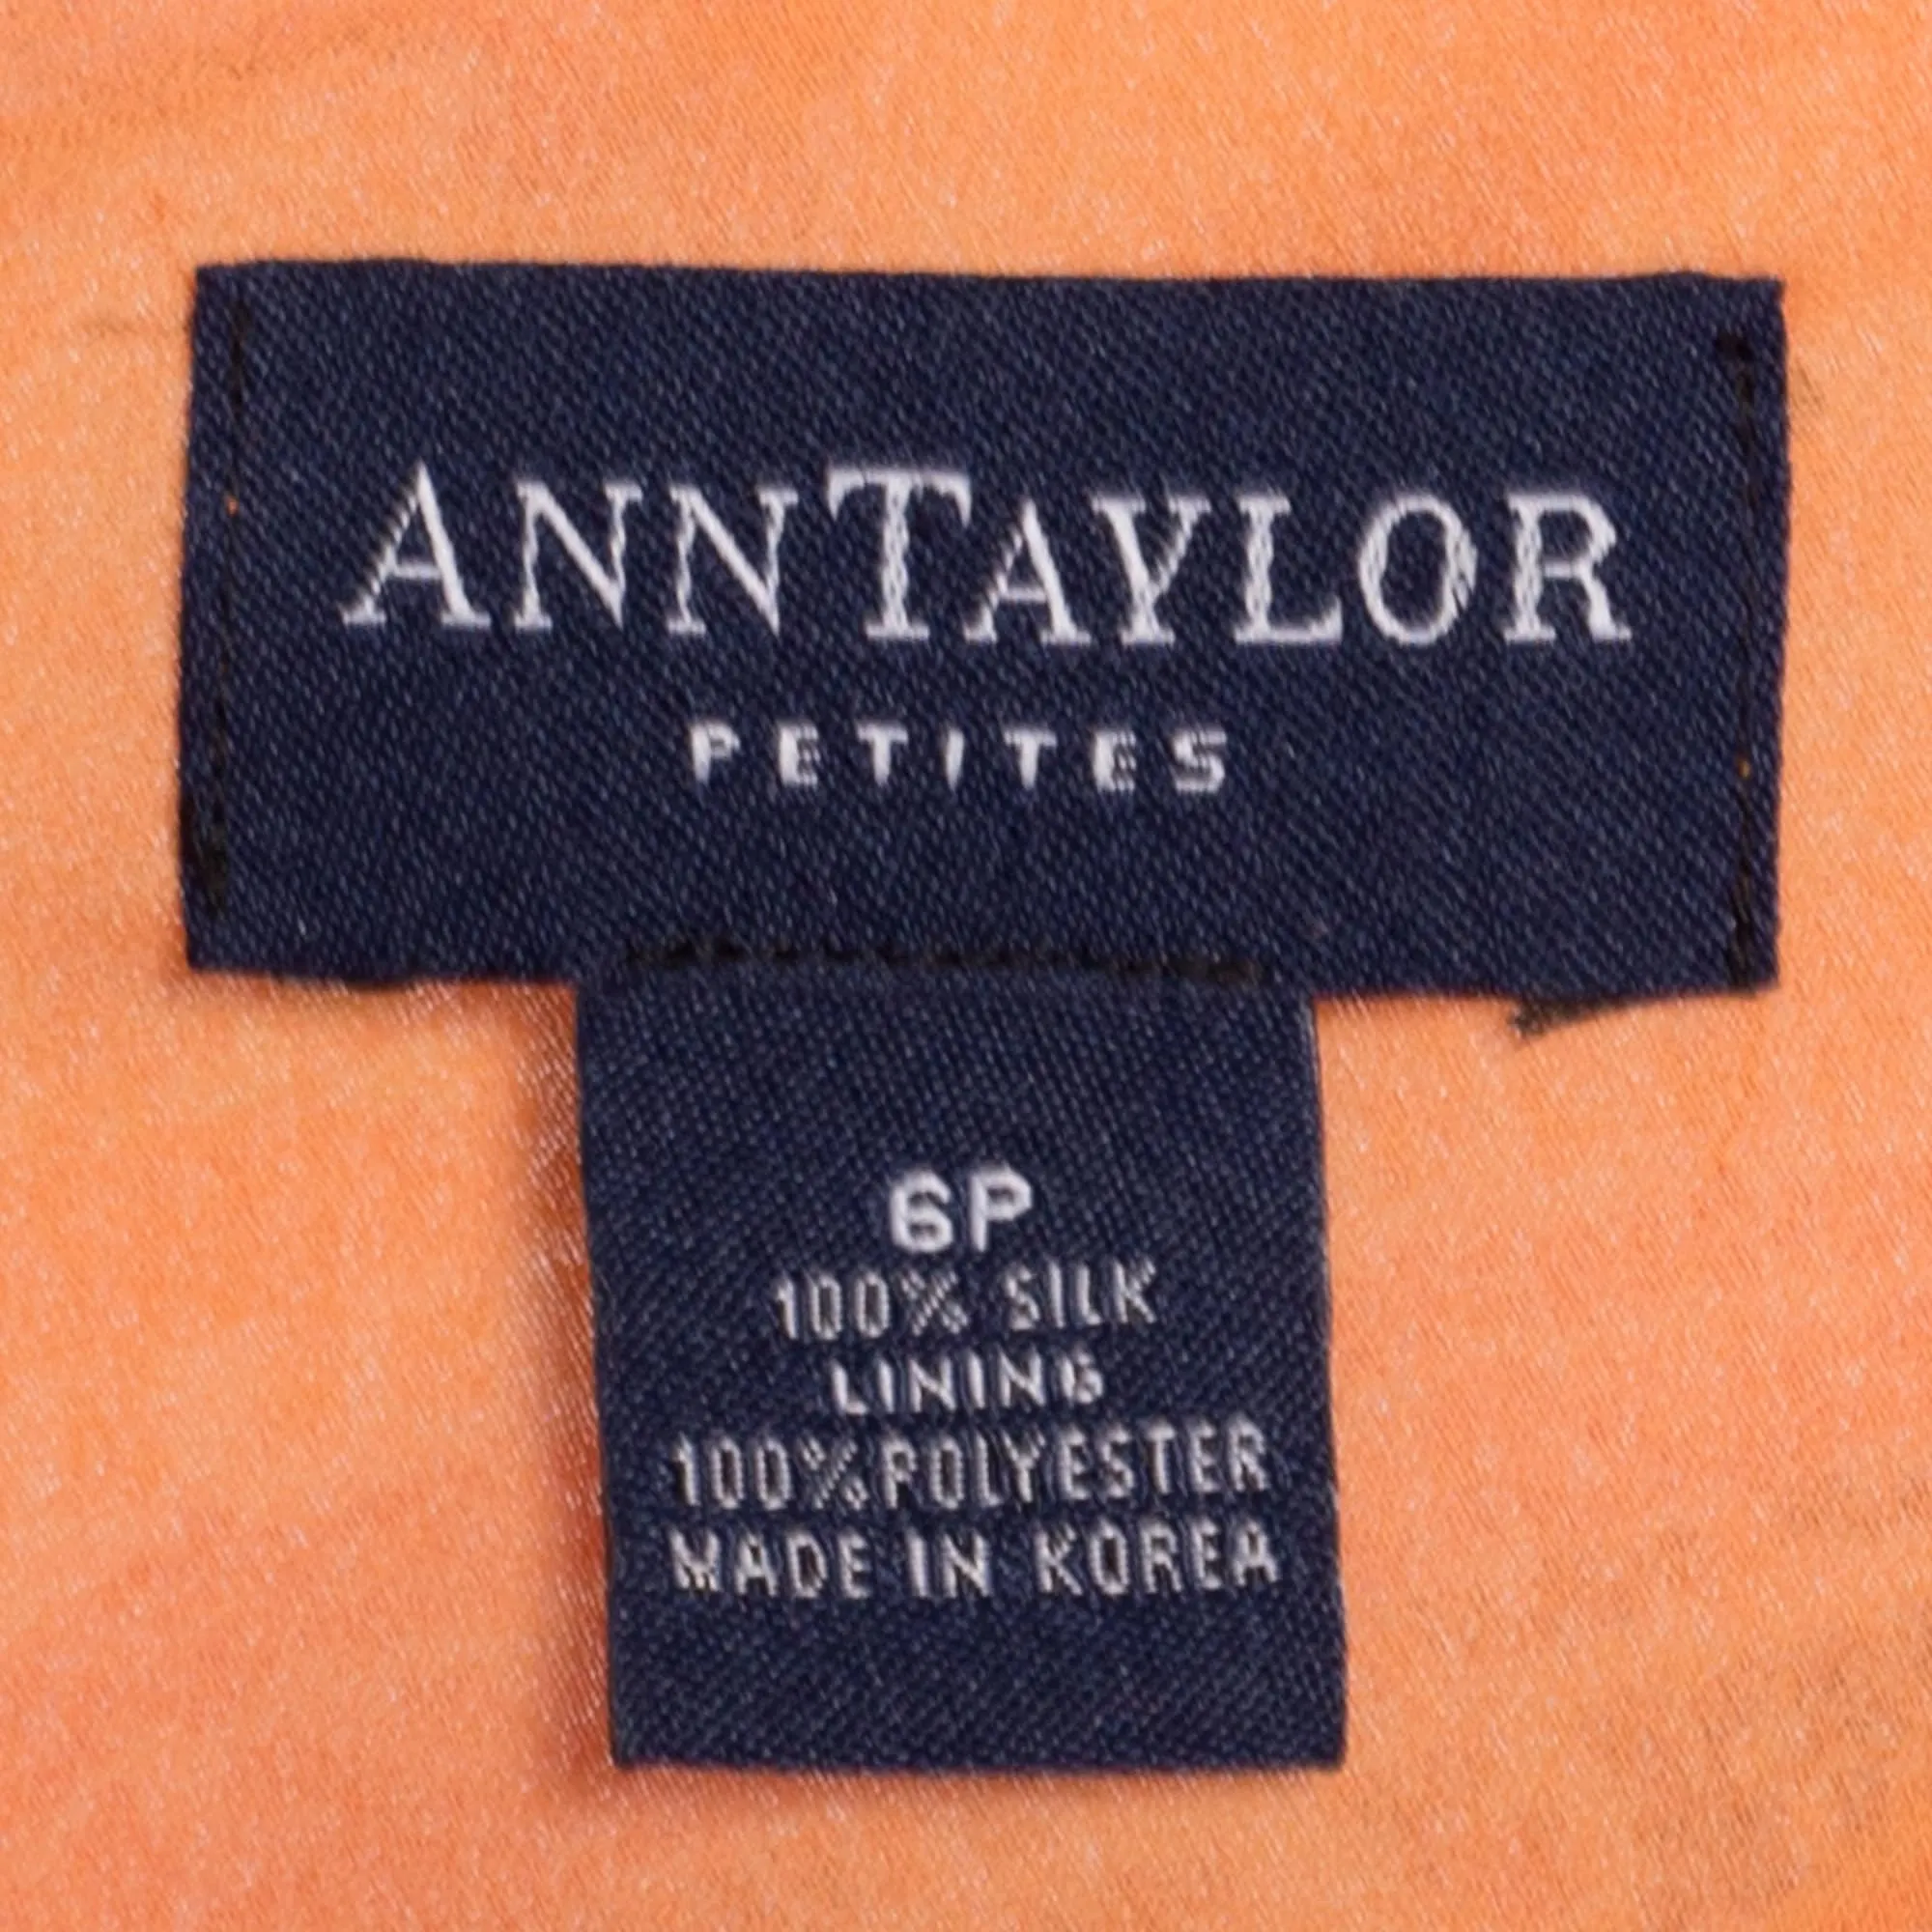 ANNTAYLOR
PETITES
6P
100% SILK
LINING
100%POLYESTER
MADE IN KOREA